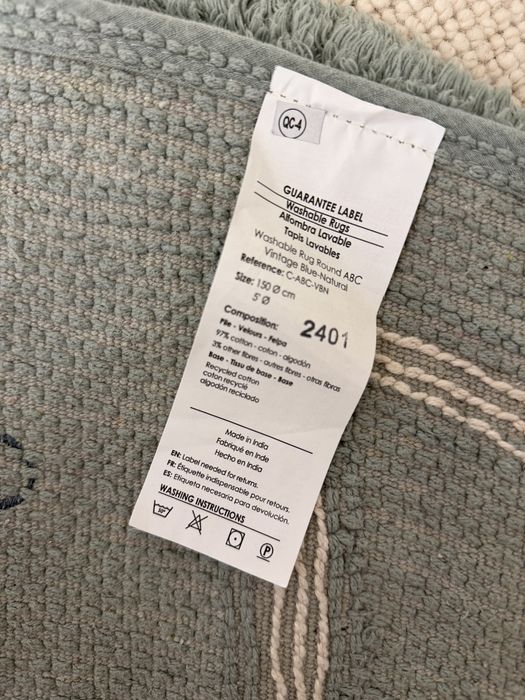 QC-4
GUARANTEE LABEL
Washable Rugs
Alfombra Lavable
Tapis lavables
Washable Rug Round ABC
Vintage Blue-Natural
Reference: C-ABC-VBN
Size: 150 Ø cm
5' Ø
Composition:
2401
Pile - Velours - Felpa
97% cotton - coton - algodón
3% other fibres - autres fibres - otras fibras
Base - Tissu de base - Base
Recycled cotton
coton recyclé
algodón reciclado
Made in India
Fabriqué en Inde
Hecho en India
EN: Label needed for returns.
FR: Étiquette indispensable pour retours.
ES: Etiqueta necesaria para devolución.
WASHING INSTRUCTIONS
30°
P